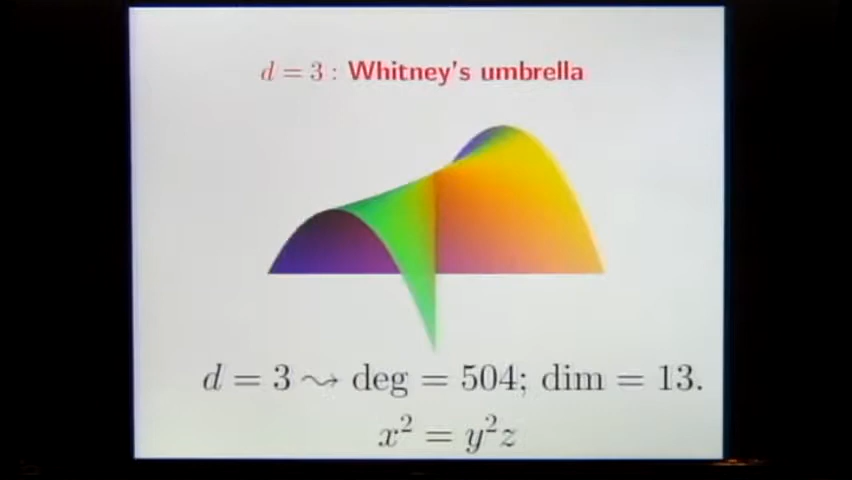 d = 3 : Whitney's umbrella
d = 3 ⤳ deg = 504; dim = 13.
x² = y²z